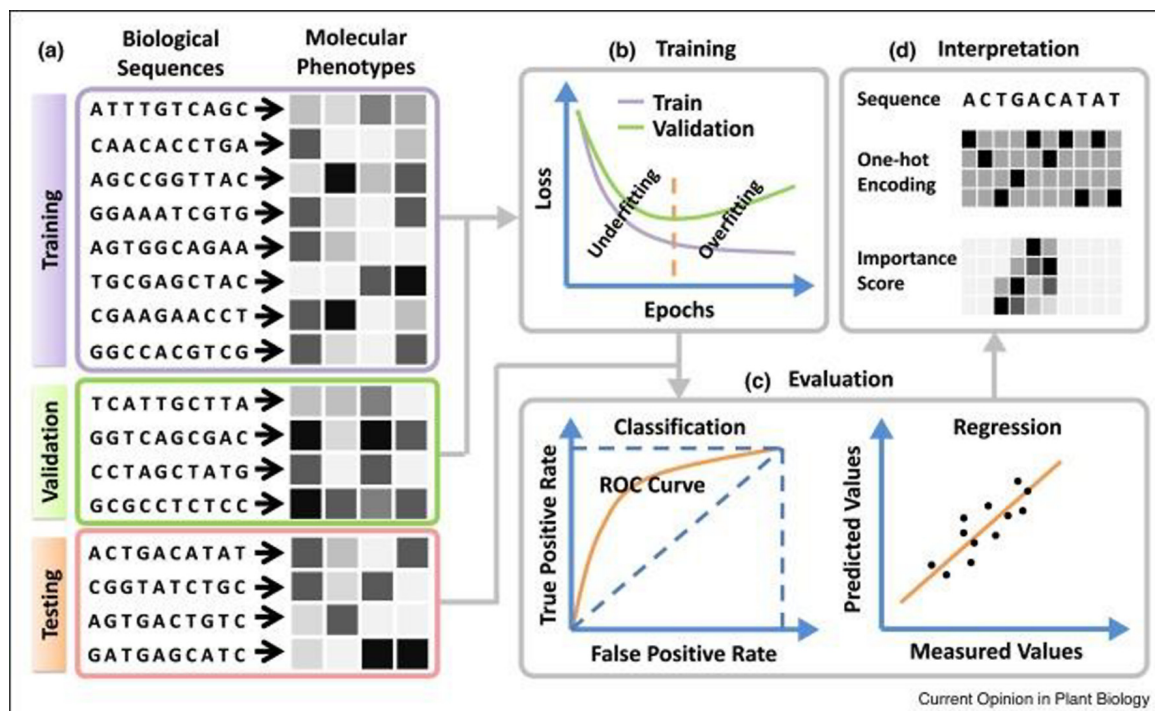 (a)
Biological
Sequences
Molecular
Phenotypes
Training
ATTTGTCAGC
CAACACCTGA
AGCCGGTTAC
GGAAATCGTG
AGTGGCAGAA
TGCGAGCTAC
CGAAGAACCT
GGCCACGTCG
Validation
TCATTGCTTA
GGTCAGCGAC
CCTAGCTATG
GCGCCTCTCC
Testing
ACTGACATAT
CGGTATCTGC
AGTGACTGTC
GATGAGCATC
(b) Training
Train
Validation
Loss
Underfitting
Overfitting
Epochs
(d) Interpretation
Sequence ACTGACATAT
One-hot
Encoding
Importance
Score
(c) Evaluation
Classification
ROC Curve
True Positive Rate
False Positive Rate
Regression
Predicted Values
Measured Values
Current Opinion in Plant Biology